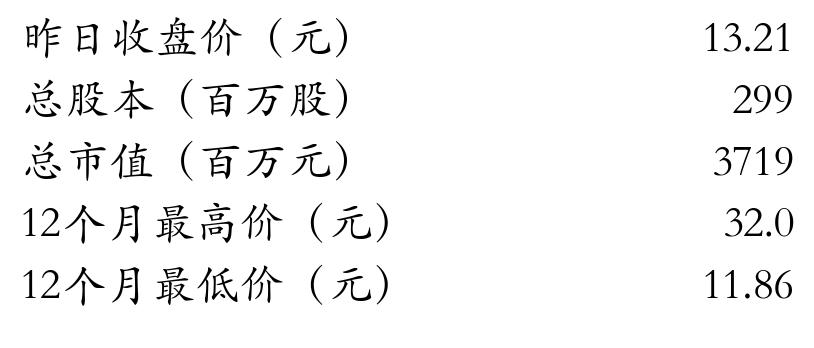 昨日收盘价（元） 13.21
总股本（百万股） 299
总市值（百万元） 3719
12个月最高价（元） 32.0
12个月最低价（元） 11.86